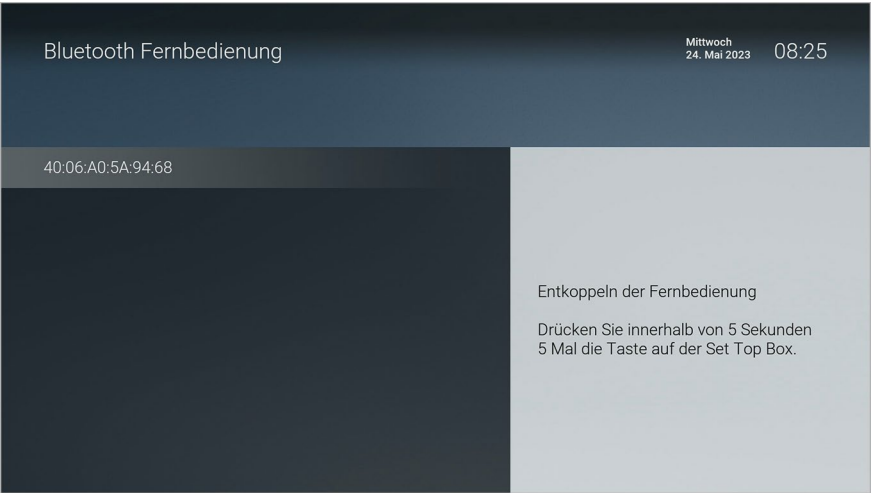 Bluetooth Fernbedienung
Mittwoch
24. Mai 2023
08:25
40:06:A0:5A:94:68
Entkoppeln der Fernbedienung
Drücken Sie innerhalb von 5 Sekunden
5 Mal die Taste auf der Set Top Box.